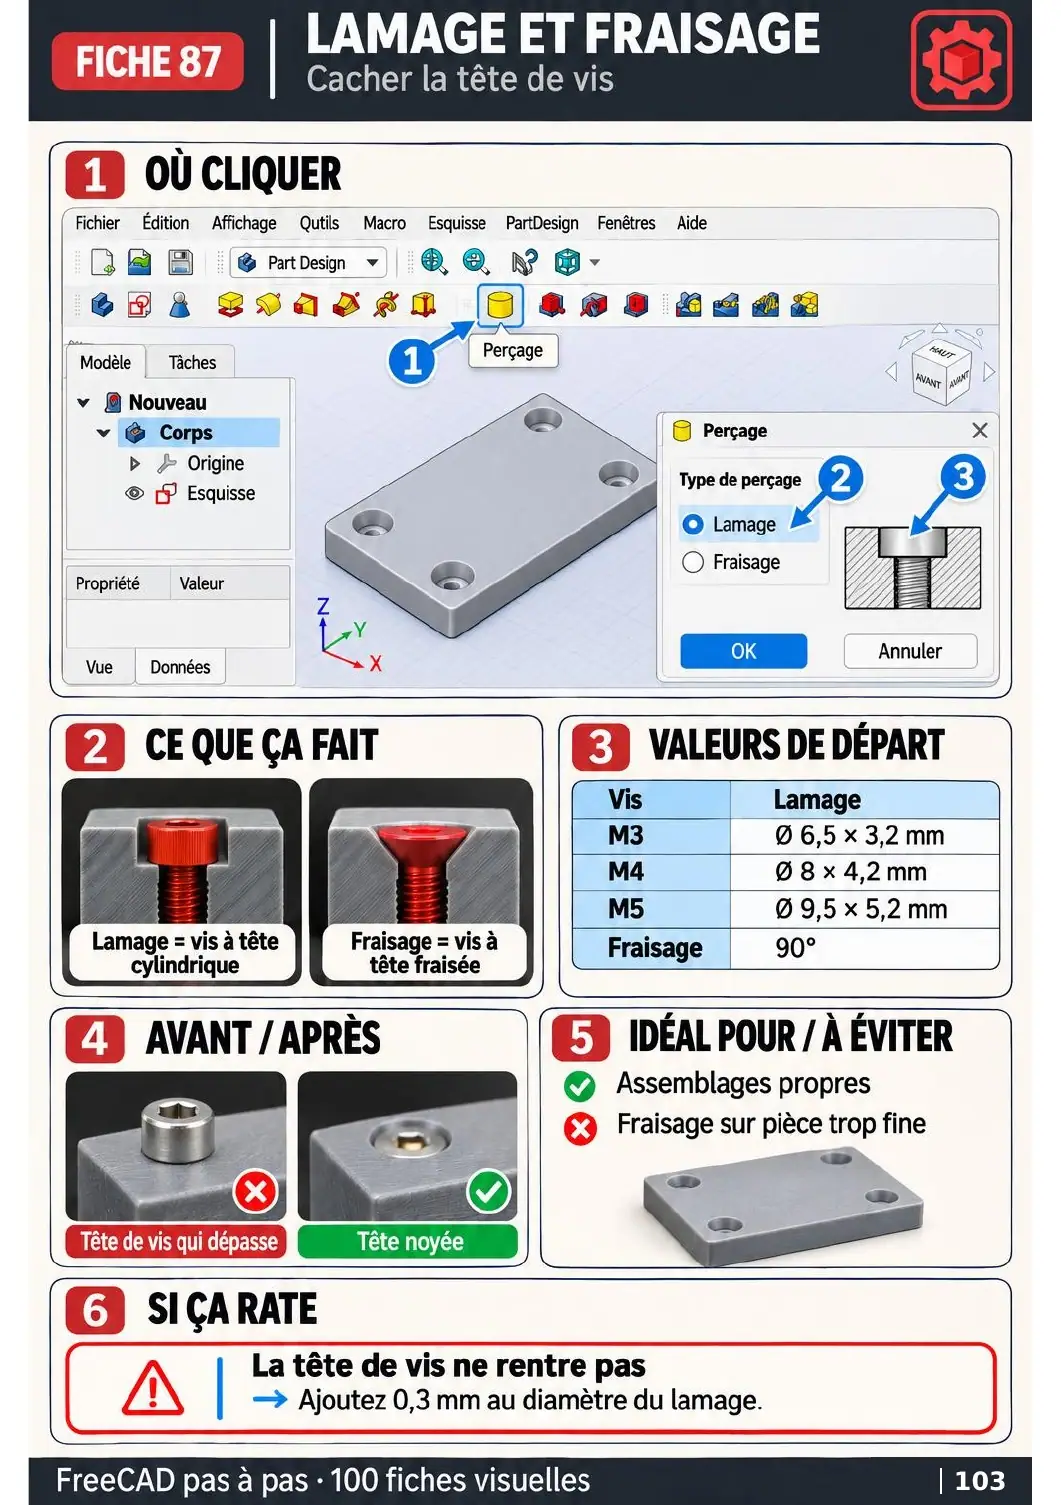 FICHE 87
LAMAGE ET FRAISAGE
Cacher la tête de vis
1 OÙ CLIQUER
Fichier Édition Affichage Outils Macro Esquisse PartDesign Fenêtres Aide
Part Design
1
Perçage
Modèle Tâches
Nouveau
Corps
Origine
Esquisse
Propriété Valeur
Vue Données
Z
Y
X
HAUT
AVANT AVANT
Perçage
Type de perçage
2
3
Lamage
Fraisage
OK Annuler
2 CE QUE ÇA FAIT
Lamage = vis à tête
cylindrique
Fraisage = vis à
tête fraisée
3 VALEURS DE DÉPART
Vis Lamage
M3 Ø 6,5 × 3,2 mm
M4 Ø 8 × 4,2 mm
M5 Ø 9,5 × 5,2 mm
Fraisage 90°
4 AVANT / APRÈS
Tête de vis qui dépasse
Tête noyée
5 IDÉAL POUR / À ÉVITER
Assemblages propres
Fraisage sur pièce trop fine
6 SI ÇA RATE
La tête de vis ne rentre pas
→ Ajoutez 0,3 mm au diamètre du lamage.
FreeCAD pas à pas · 100 fiches visuelles | 103